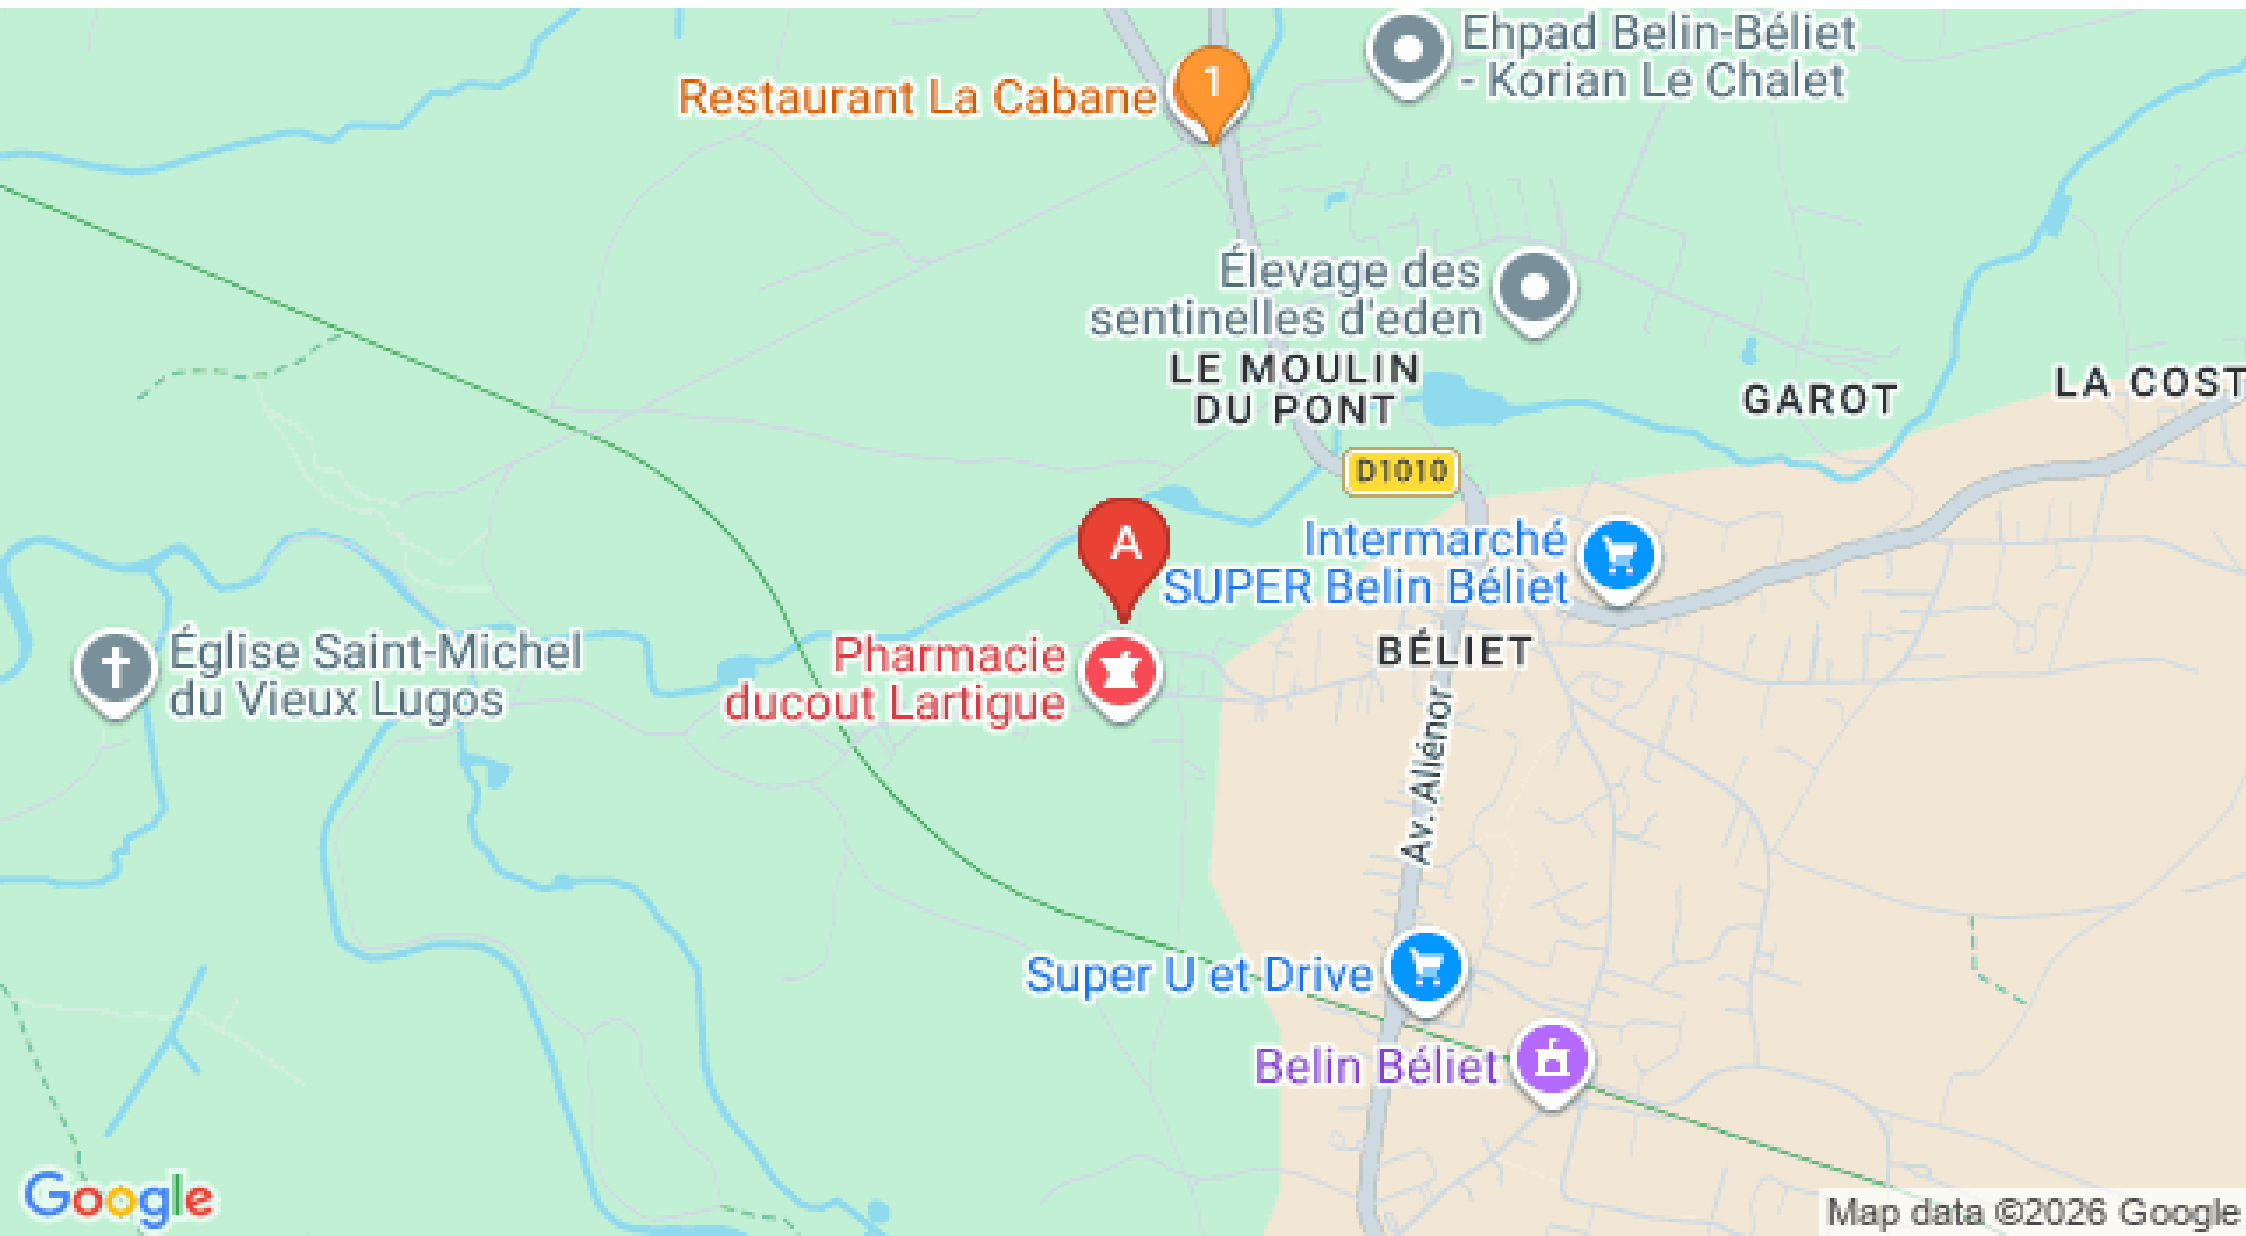 Ehpad Belin-Béliet
- Korian Le Chalet
Restaurant La Cabane
1
Élevage des
sentinelles d'eden
LE MOULIN
DU PONT
GAROT
LA COST
D1010
A
Intermarché
SUPER Belin Béliet
BÉLIET
Église Saint-Michel
du Vieux Lugos
Pharmacie
ducout Lartigue
Av. Aliénor
Super U et Drive
Belin Béliet
Google
Map data ©2026 Google